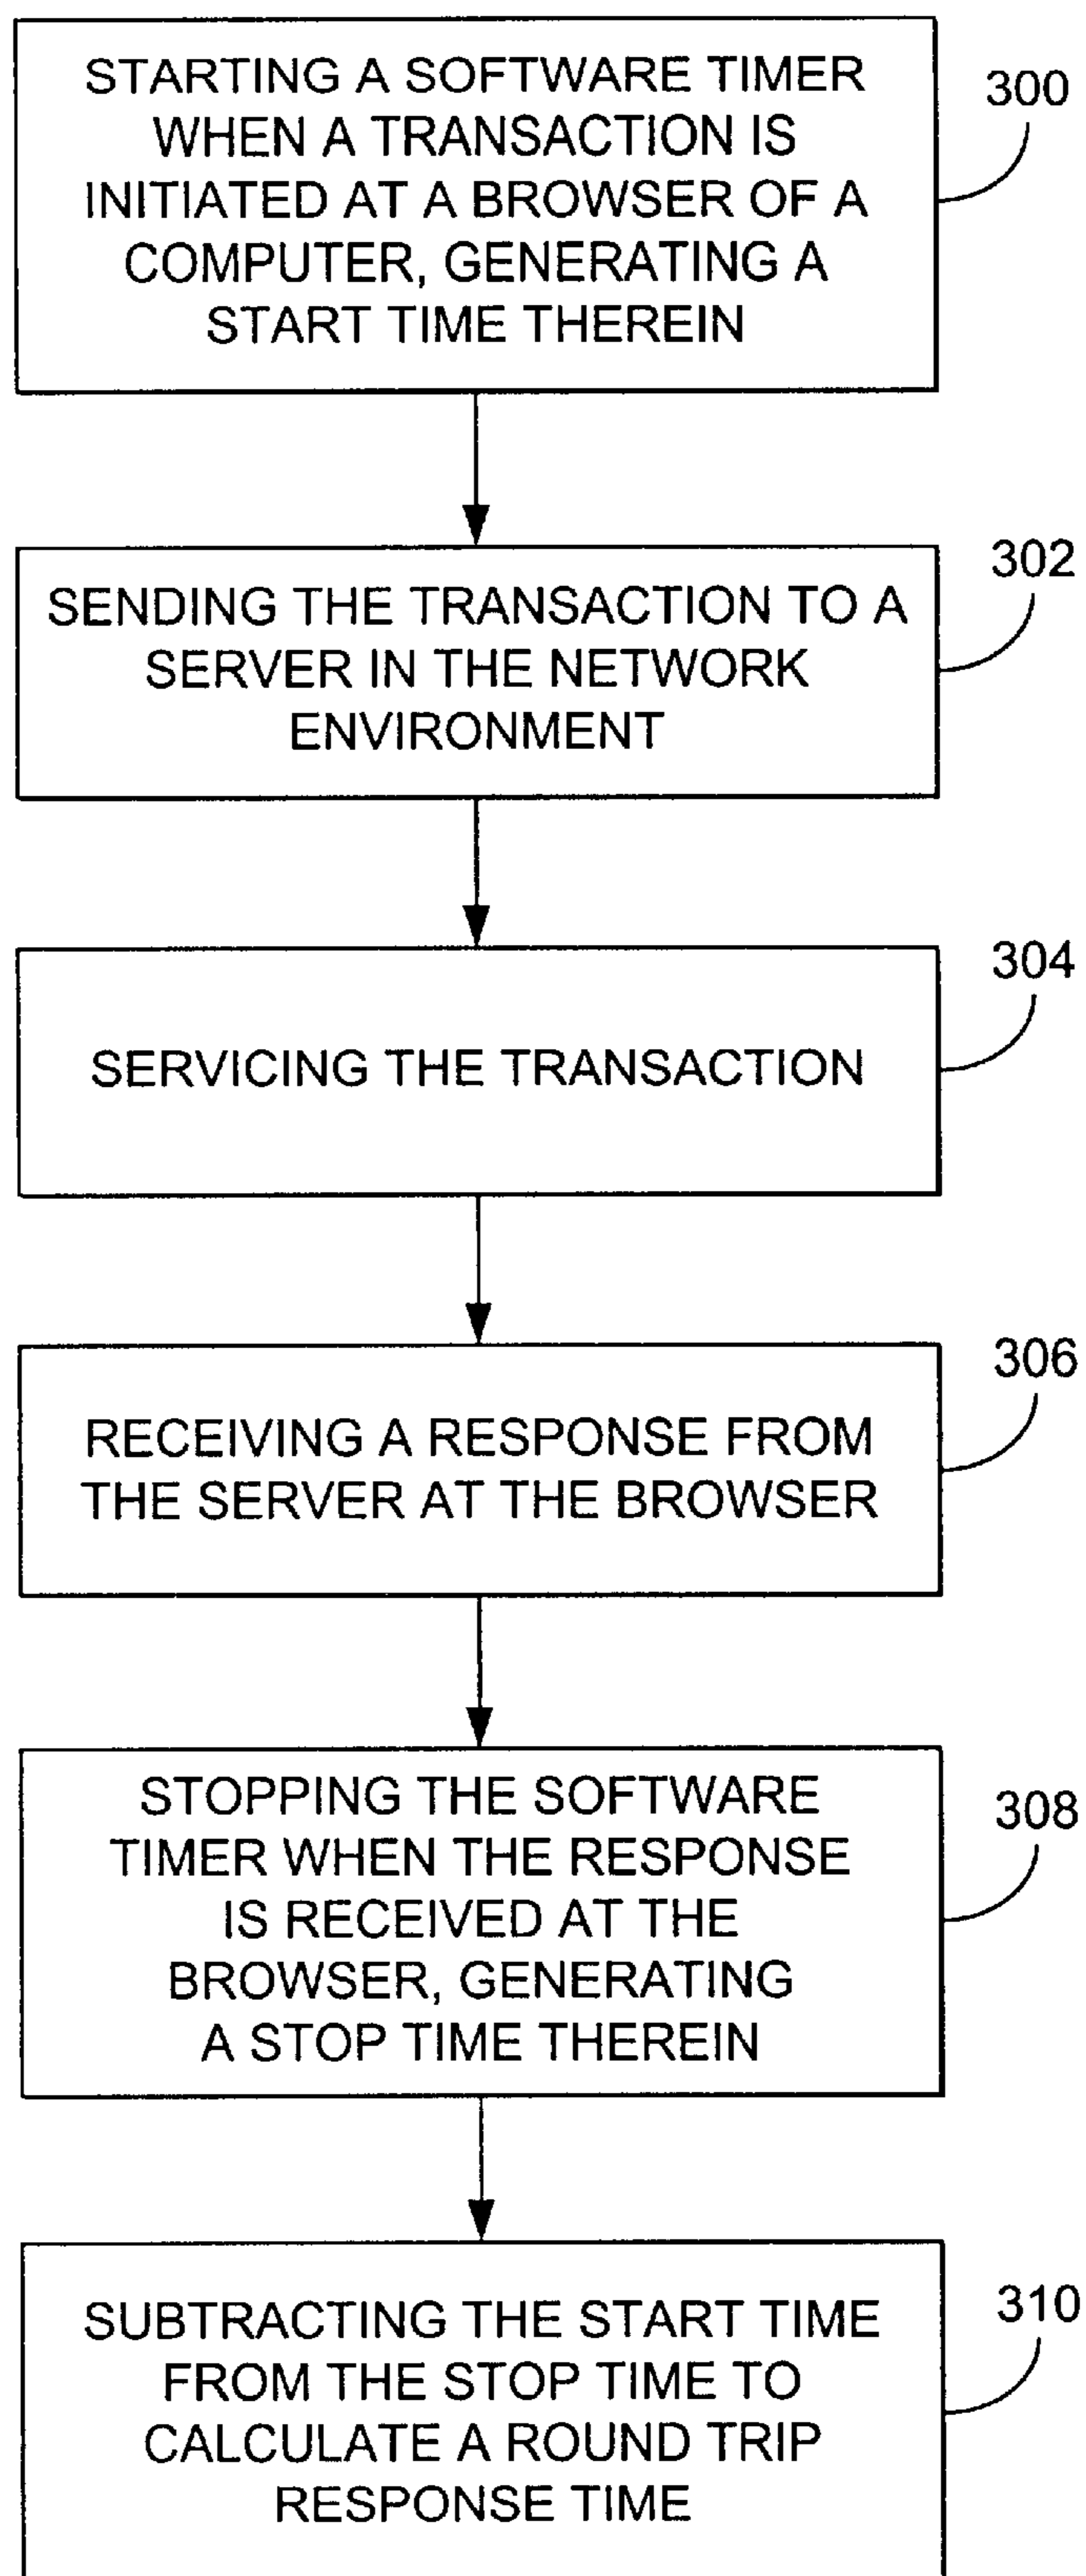 STARTING A SOFTWARE TIMER
WHEN A TRANSACTION IS
INITIATED AT A BROWSER OF A
COMPUTER, GENERATING A
START TIME THEREIN
300
SENDING THE TRANSACTION TO A
SERVER IN THE NETWORK
ENVIRONMENT
302
SERVICING THE TRANSACTION
304
RECEIVING A RESPONSE FROM
THE SERVER AT THE BROWSER
306
STOPPING THE SOFTWARE
TIMER WHEN THE RESPONSE
IS RECEIVED AT THE
BROWSER, GENERATING
A STOP TIME THEREIN
308
SUBTRACTING THE START TIME
FROM THE STOP TIME TO
CALCULATE A ROUND TRIP
RESPONSE TIME
310